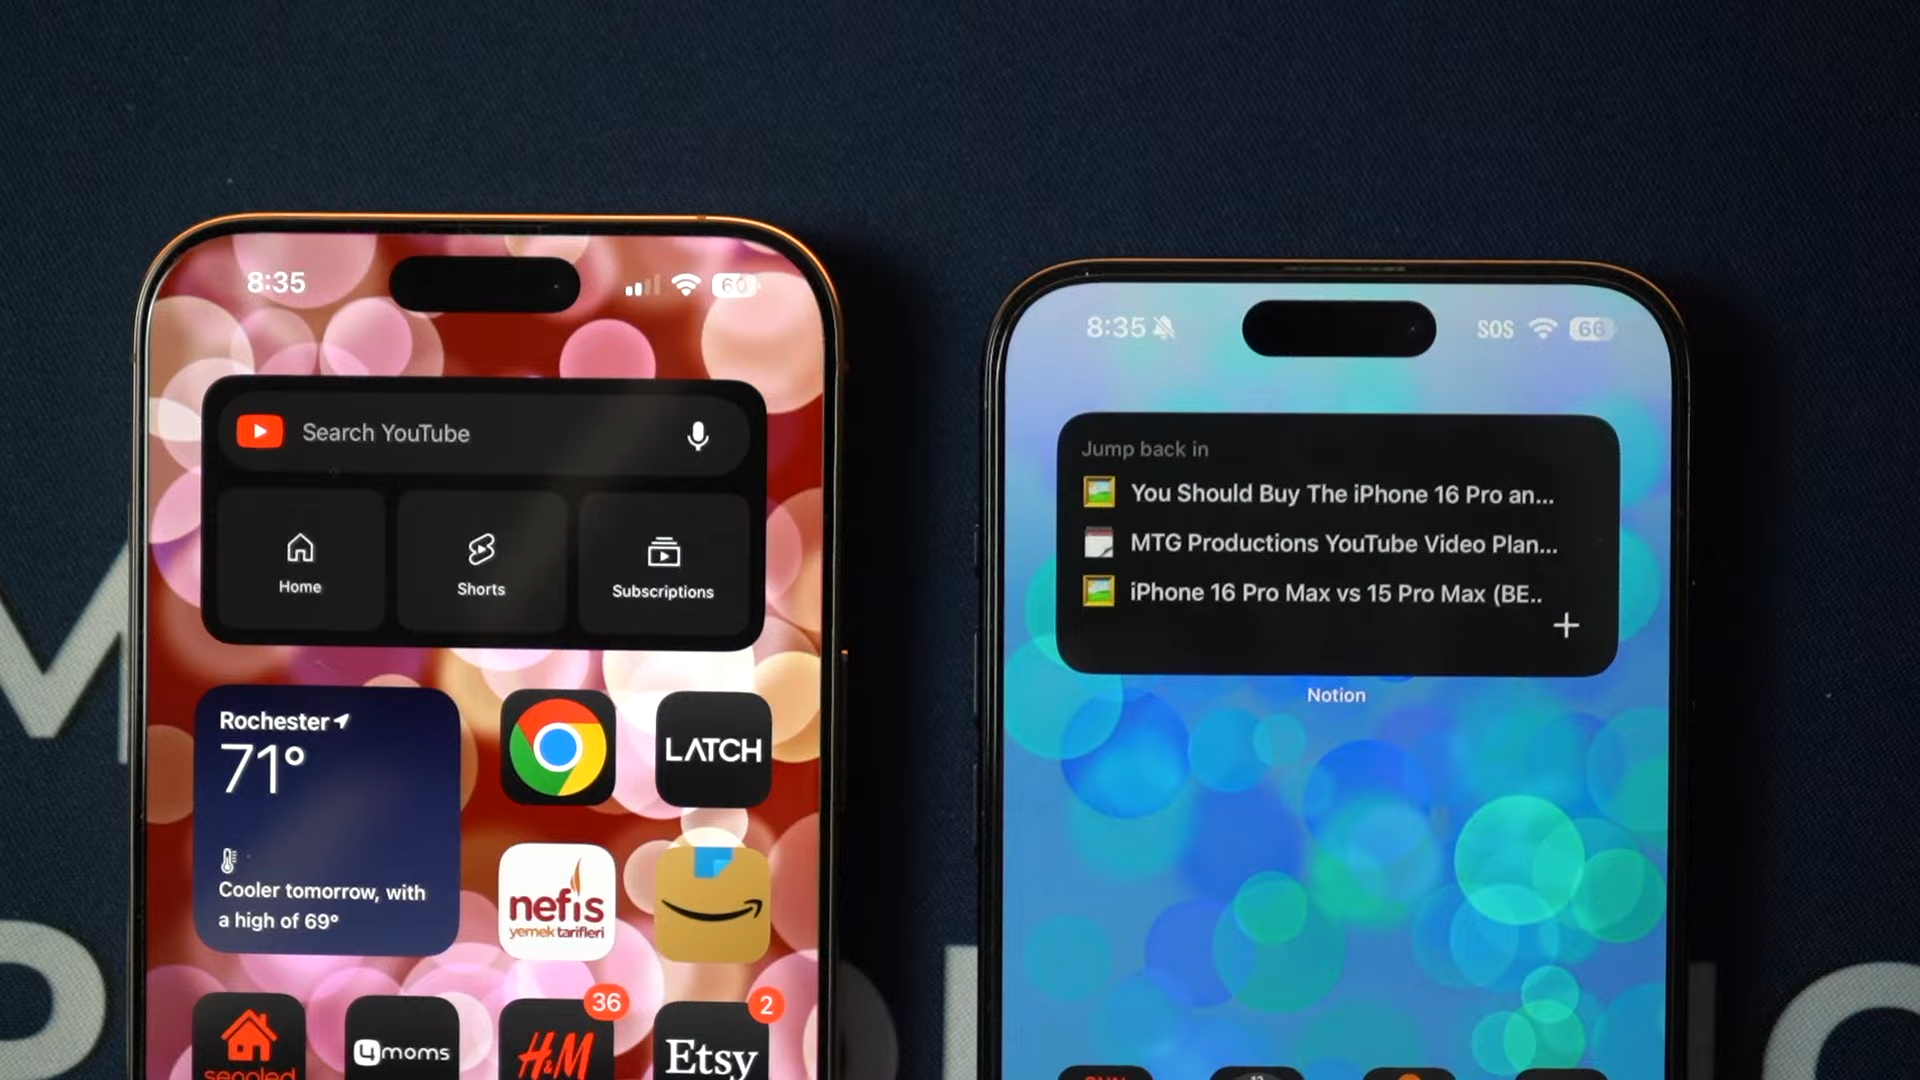 8:35
60
Search YouTube
Home
Shorts
Subscriptions
Rochester
71°
Cooler tomorrow, with
a high of 69°
LATCH
nefis
yemek tarifleri
sengled
4moms
36
H&M
2
Etsy
8:35
SOS
66
Jump back in
You Should Buy The iPhone 16 Pro an...
MTG Productions YouTube Video Plan...
iPhone 16 Pro Max vs 15 Pro Max (BE..
Notion